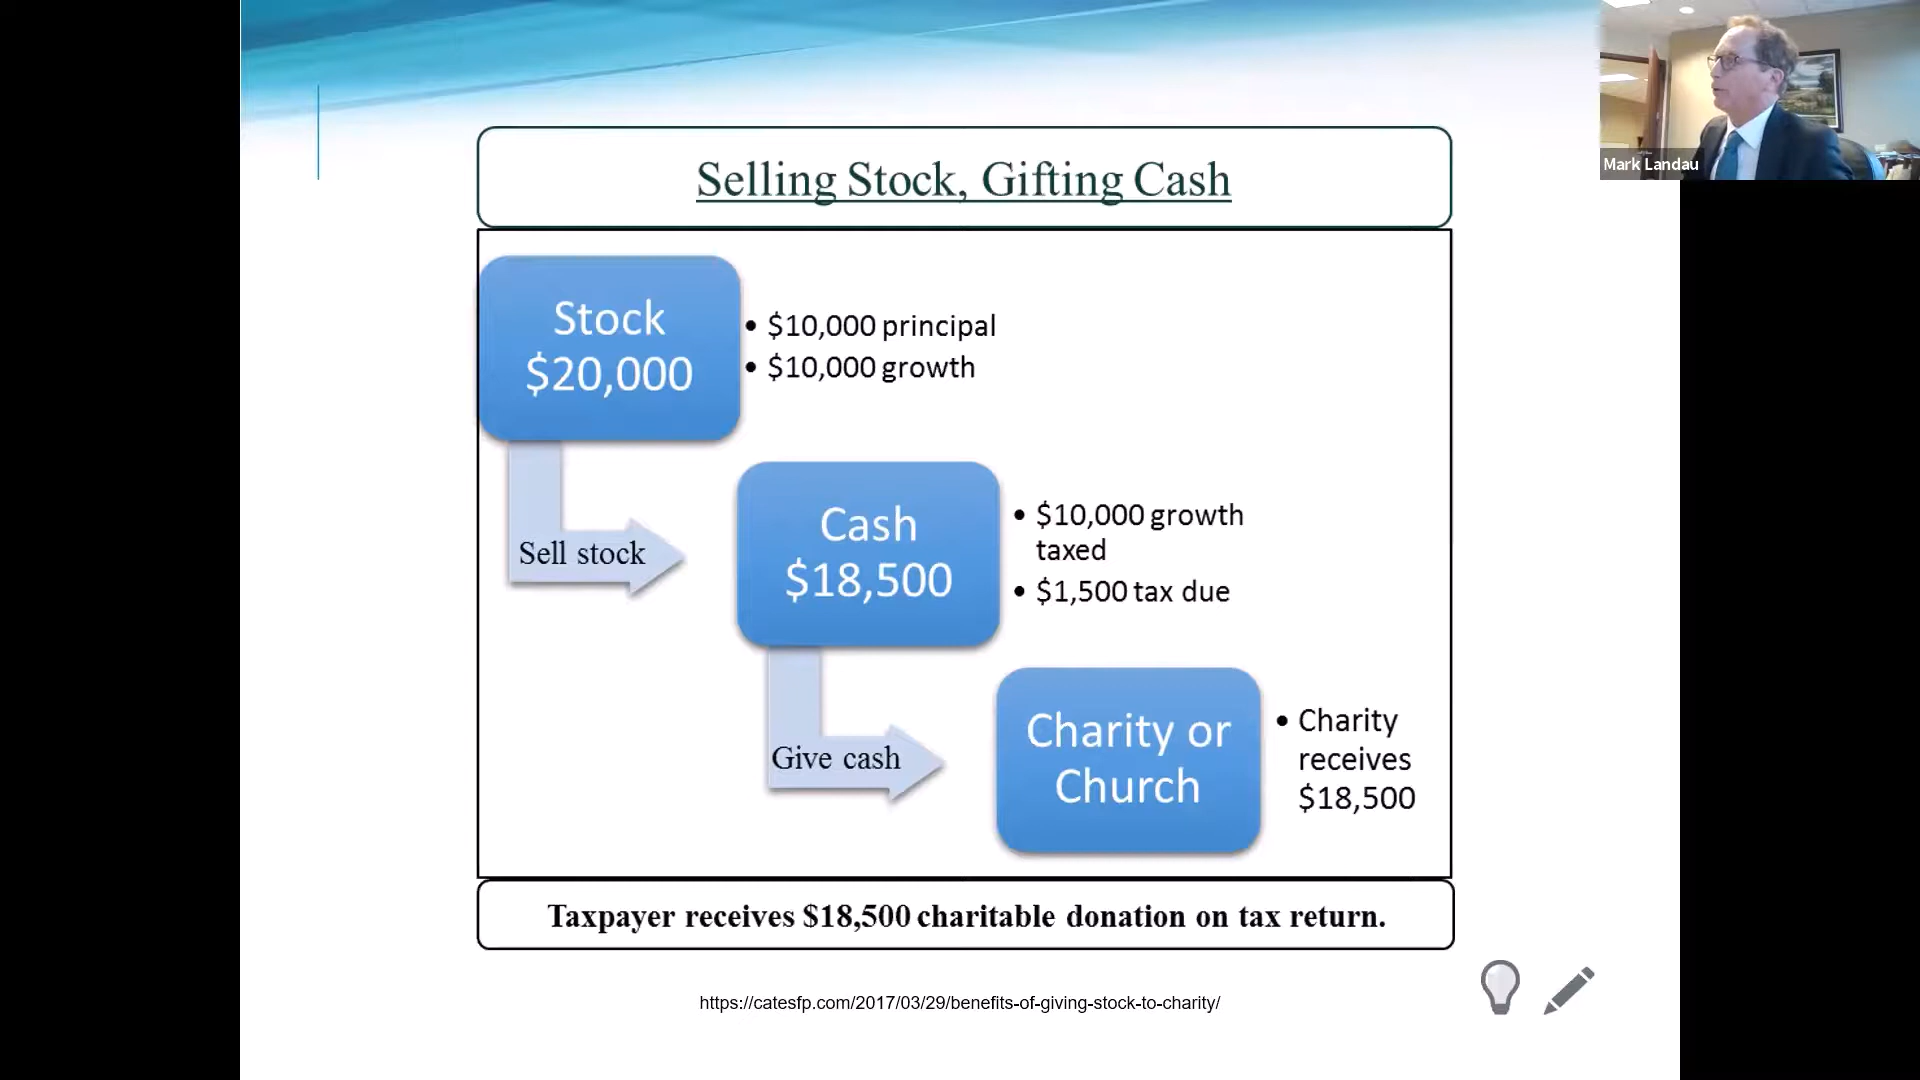 Mark Landau
Selling Stock, Gifting Cash
Stock
$20,000
• $10,000 principal
• $10,000 growth
Sell stock
Cash
$18,500
• $10,000 growth
taxed
• $1,500 tax due
Give cash
Charity or
Church
• Charity
receives
$18,500
Taxpayer receives $18,500 charitable donation on tax return.
https://catesfp.com/2017/03/29/benefits-of-giving-stock-to-charity/